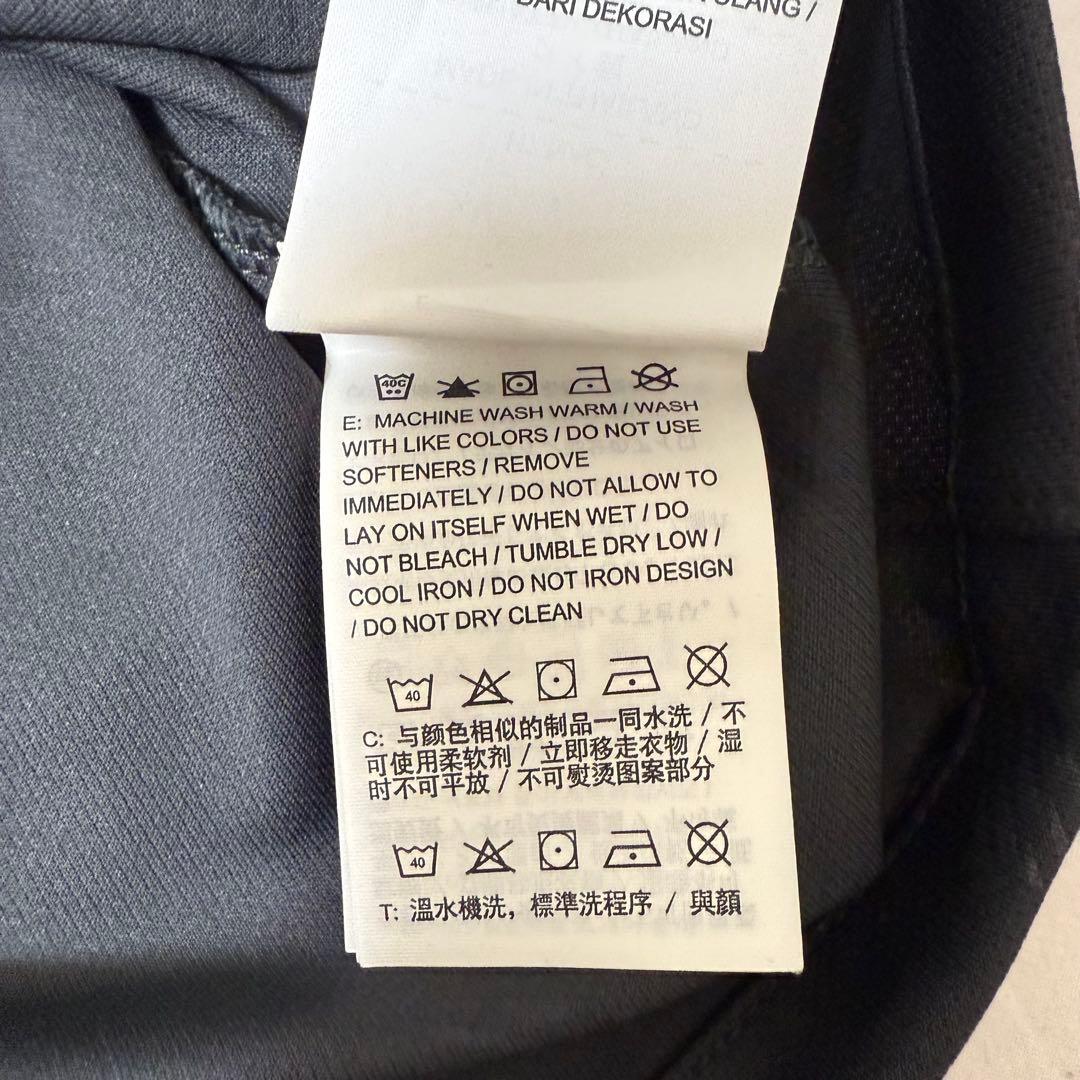 DARI DEKORASI
40C
E: MACHINE WASH WARM / WASH
WITH LIKE COLORS / DO NOT USE
SOFTENERS / REMOVE
IMMEDIATELY / DO NOT ALLOW TO
LAY ON ITSELF WHEN WET / DO
NOT BLEACH / TUMBLE DRY LOW /
COOL IRON / DO NOT IRON DESIGN
/ DO NOT DRY CLEAN
40
C: 与颜色相似的制品一同水洗 / 不
可使用柔软剂 / 立即移走衣物 / 湿
时不可平放 / 不可熨烫图案部分
40
T: 溫水機洗，標準洗程序 / 與顏